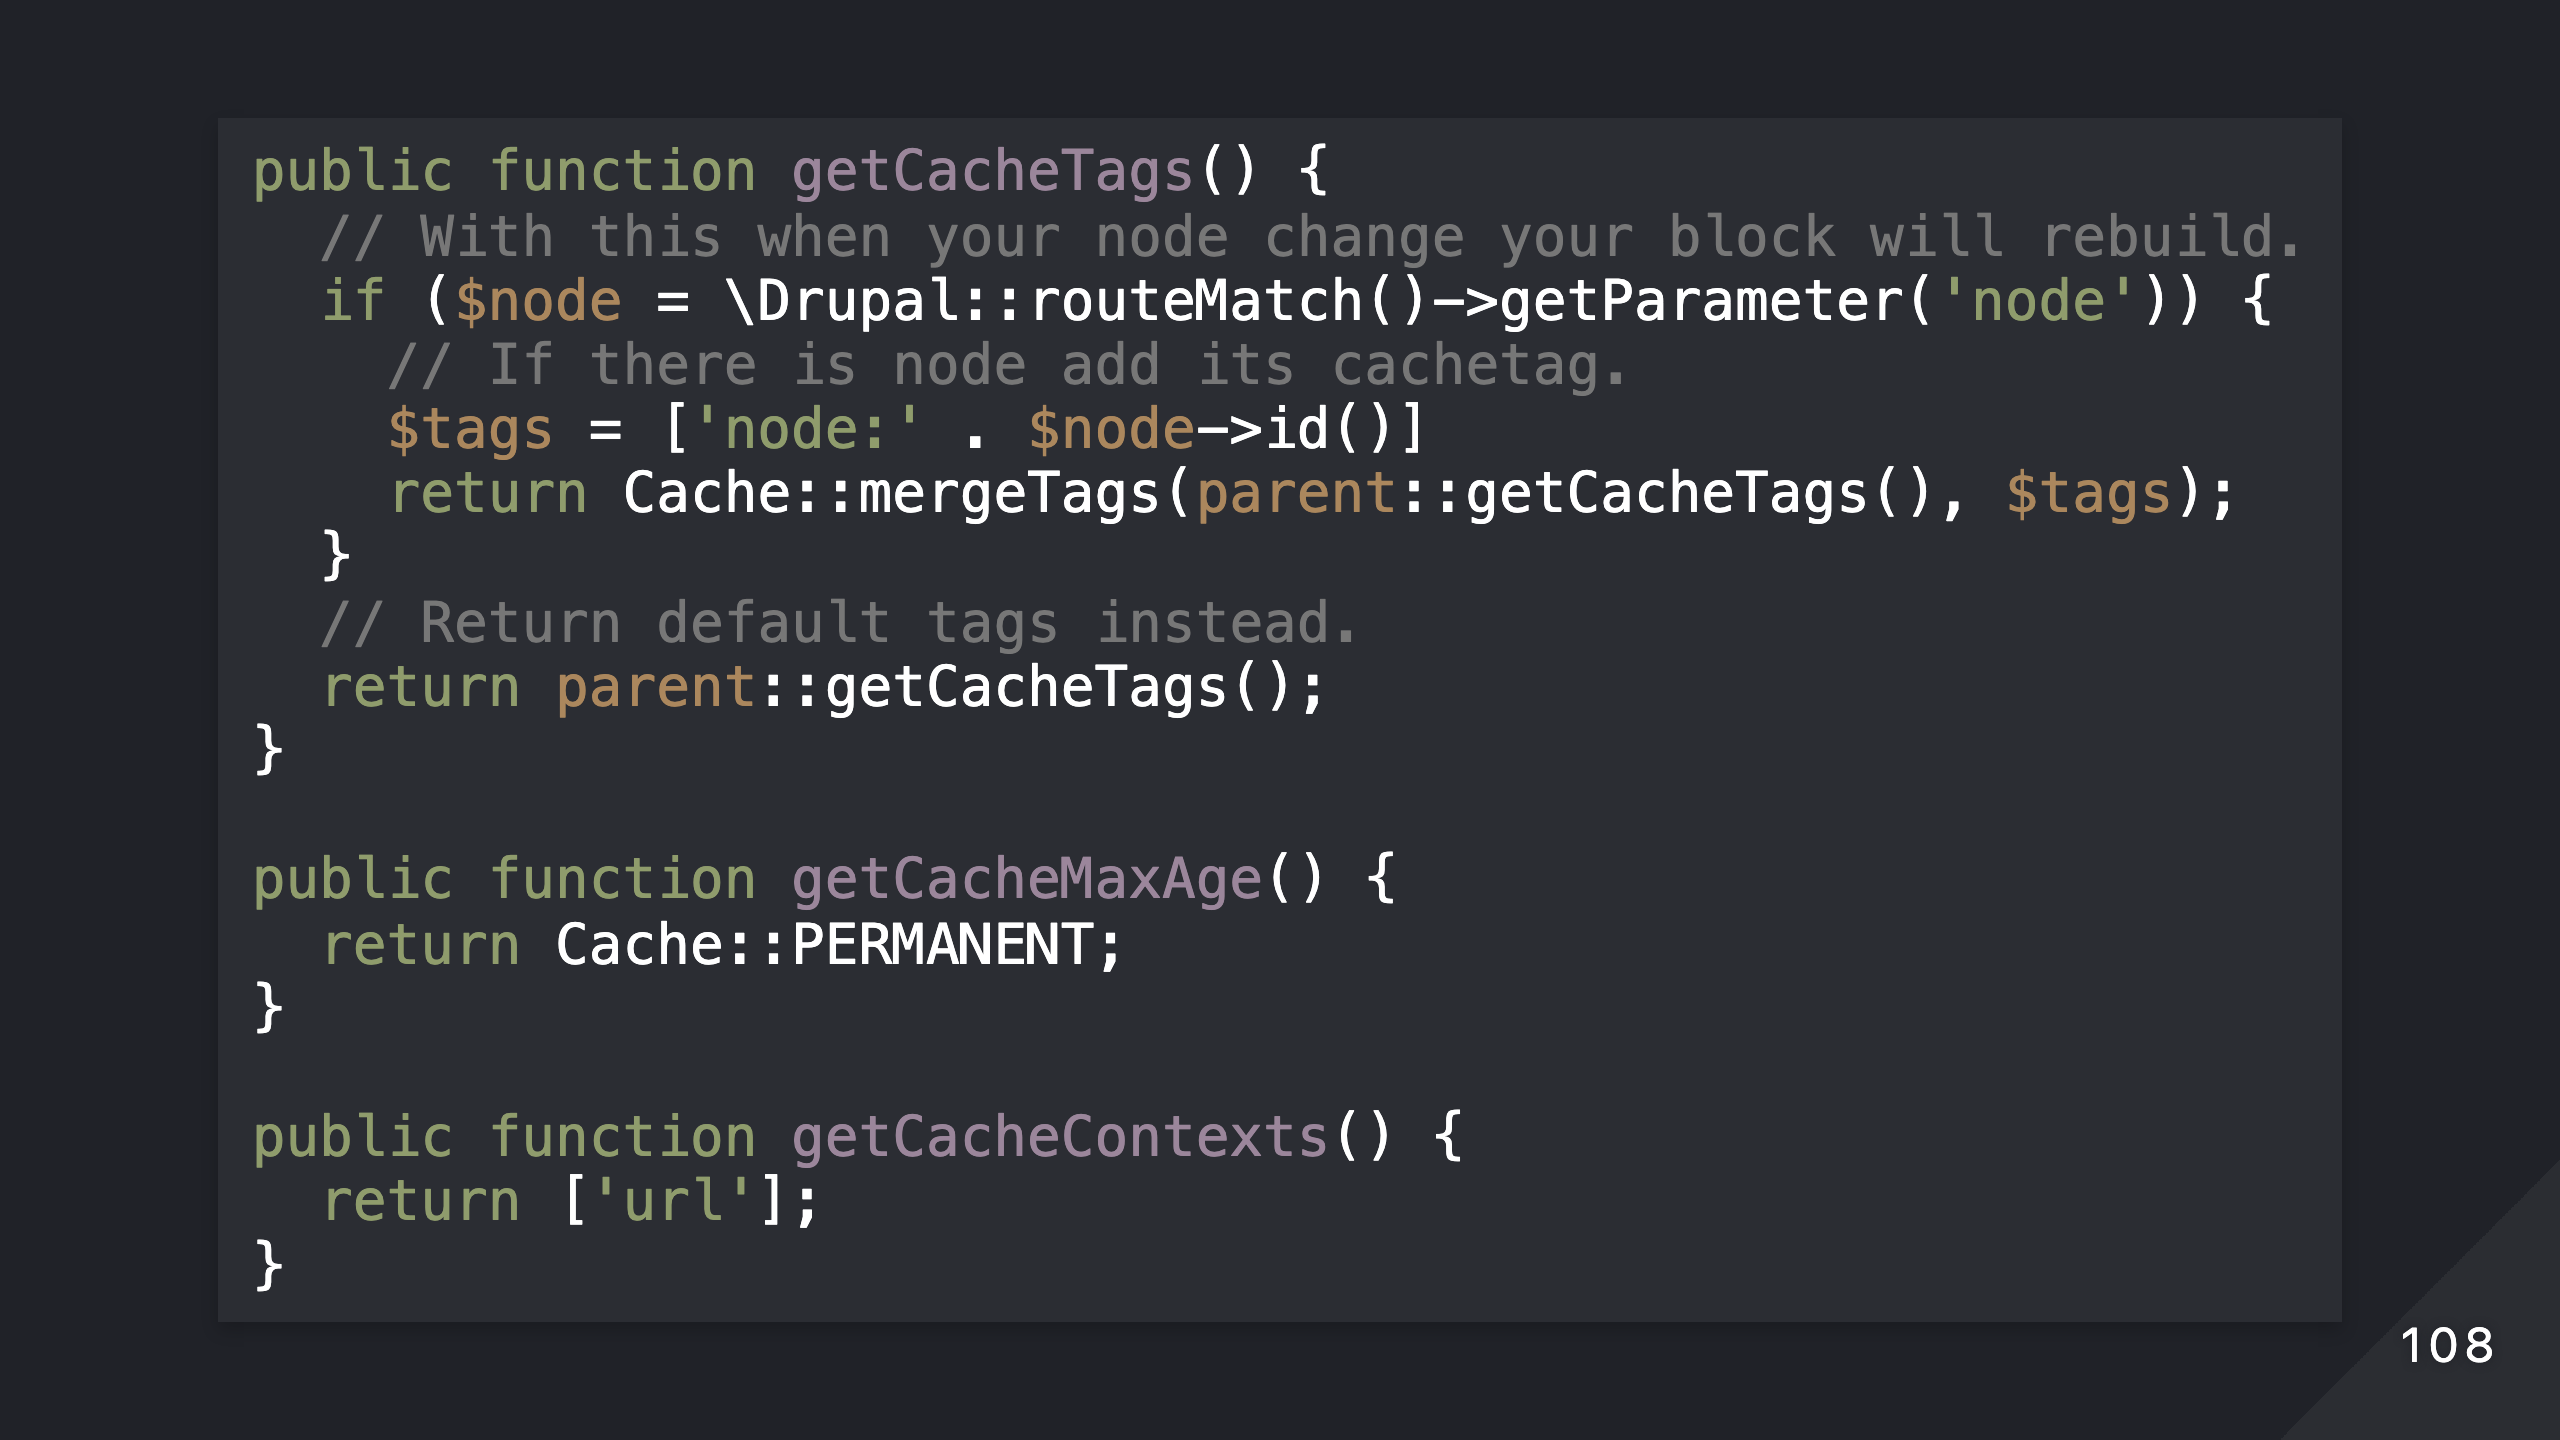 public function getCacheTags() {
  // With this when your node change your block will rebuild.
  if ($node = \Drupal::routeMatch()->getParameter('node')) {
    // If there is node add its cachetag.
    $tags = ['node:' . $node->id()]
    return Cache::mergeTags(parent::getCacheTags(), $tags);
  }
  // Return default tags instead.
  return parent::getCacheTags();
}

public function getCacheMaxAge() {
  return Cache::PERMANENT;
}

public function getCacheContexts() {
  return ['url'];
}
108